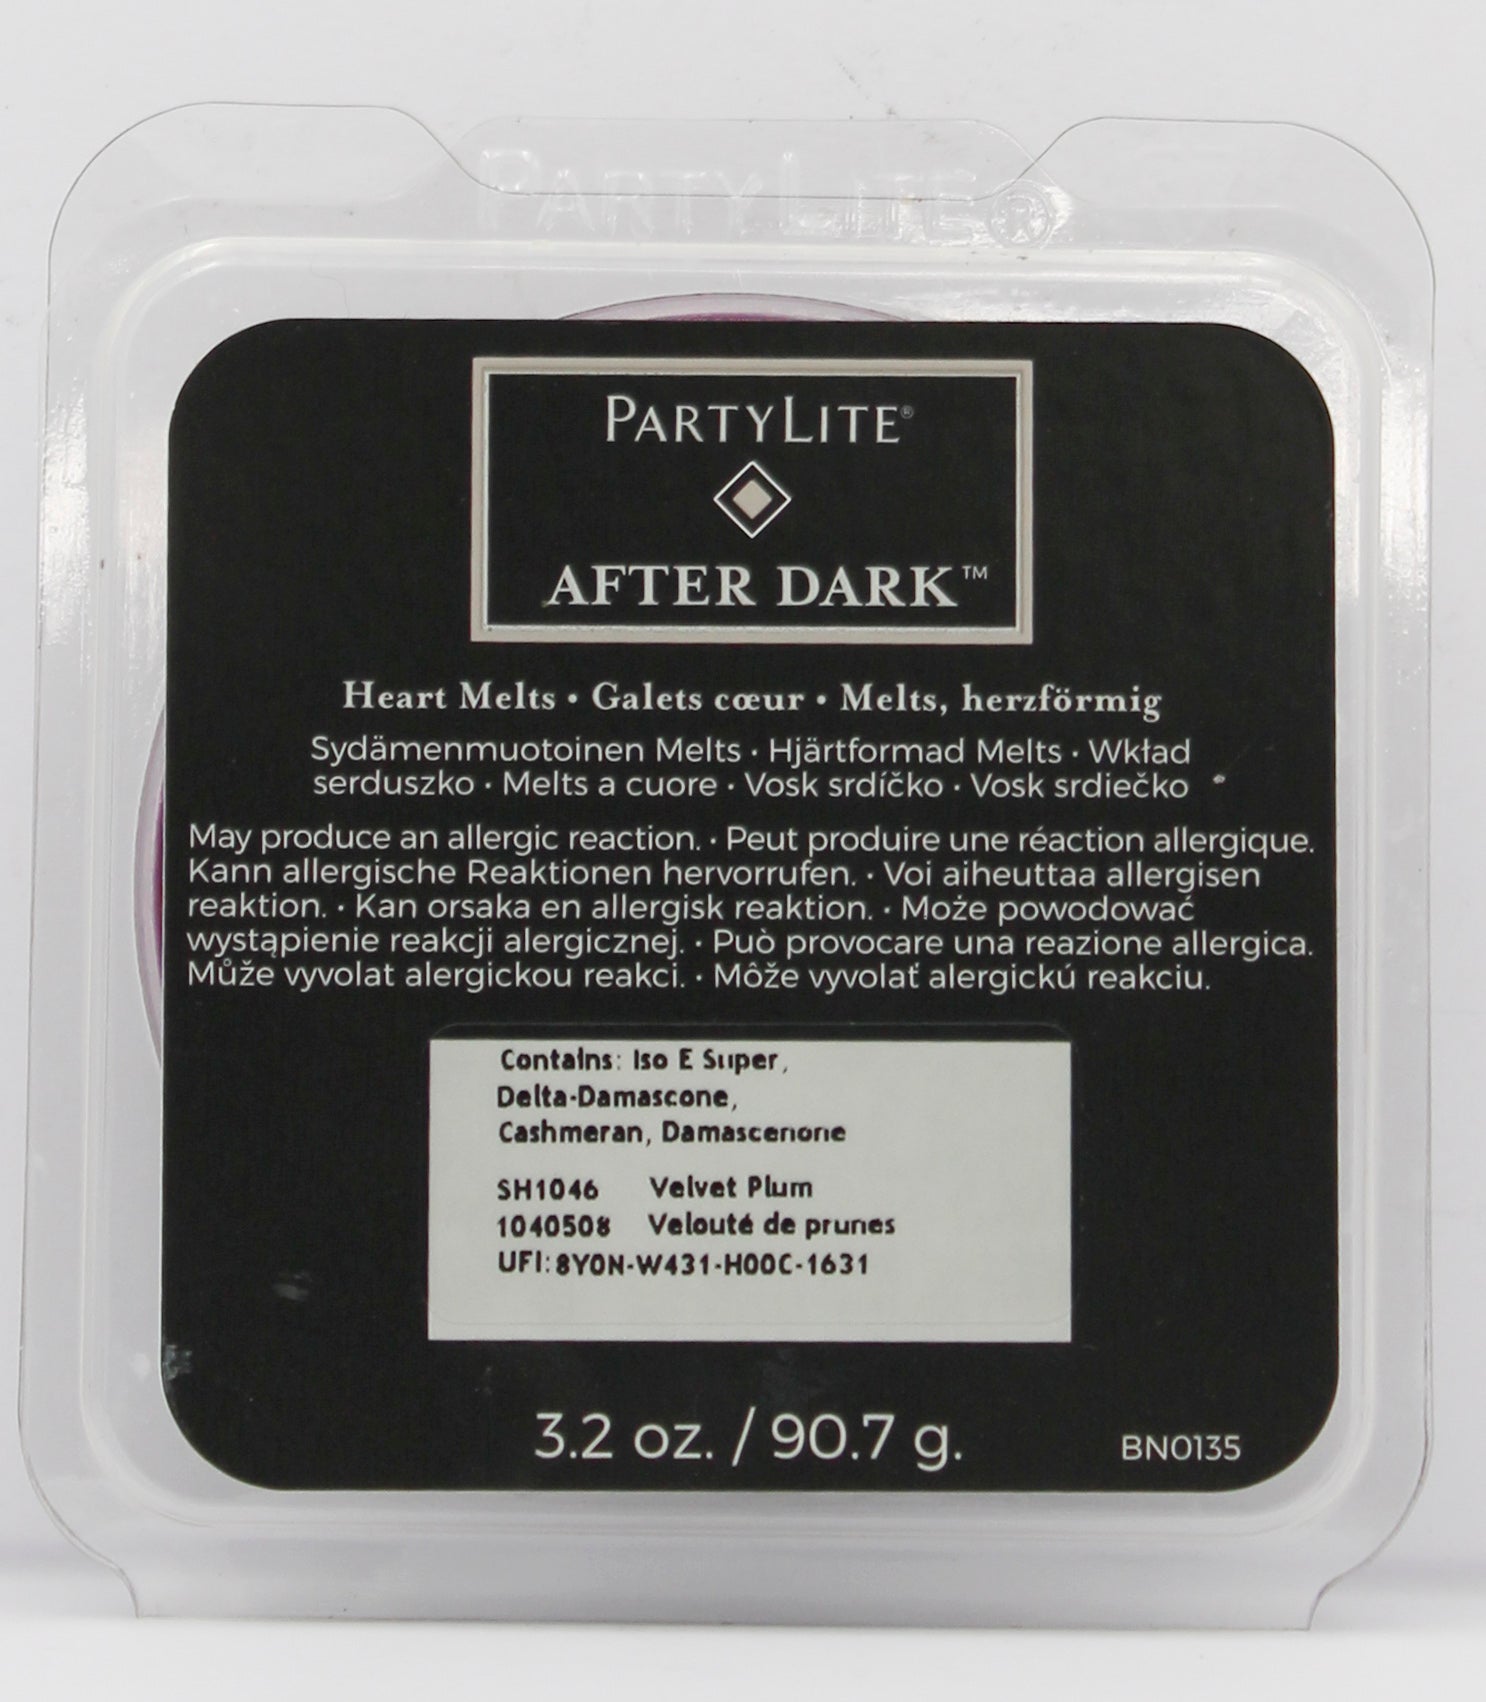 PARTYLITE®
PARTYLITE®
AFTER DARK™
Heart Melts • Galets cœur • Melts, herzförmig
Sydämenmuotoinen Melts • Hjärtformad Melts • Wkład
serduszko • Melts a cuore • Vosk srdíčko • Vosk srdiečko
May produce an allergic reaction. • Peut produire une réaction allergique.
Kann allergische Reaktionen hervorrufen. • Voi aiheuttaa allergisen
reaktion. • Kan orsaka en allergisk reaktion. • Może powodować
wystąpienie reakcji alergicznej. • Può provocare una reazione allergica.
Může vyvolat alergickou reakci. • Môže vyvolať alergickú reakciu.
Contains: Iso E Super,
Delta-Damascone,
Cashmeran, Damascenone
SH1046 Velvet Plum
1040508 Velouté de prunes
UFI: 8Y0N-W431-H00C-1631
3.2 oz. / 90.7 g.
BN0135